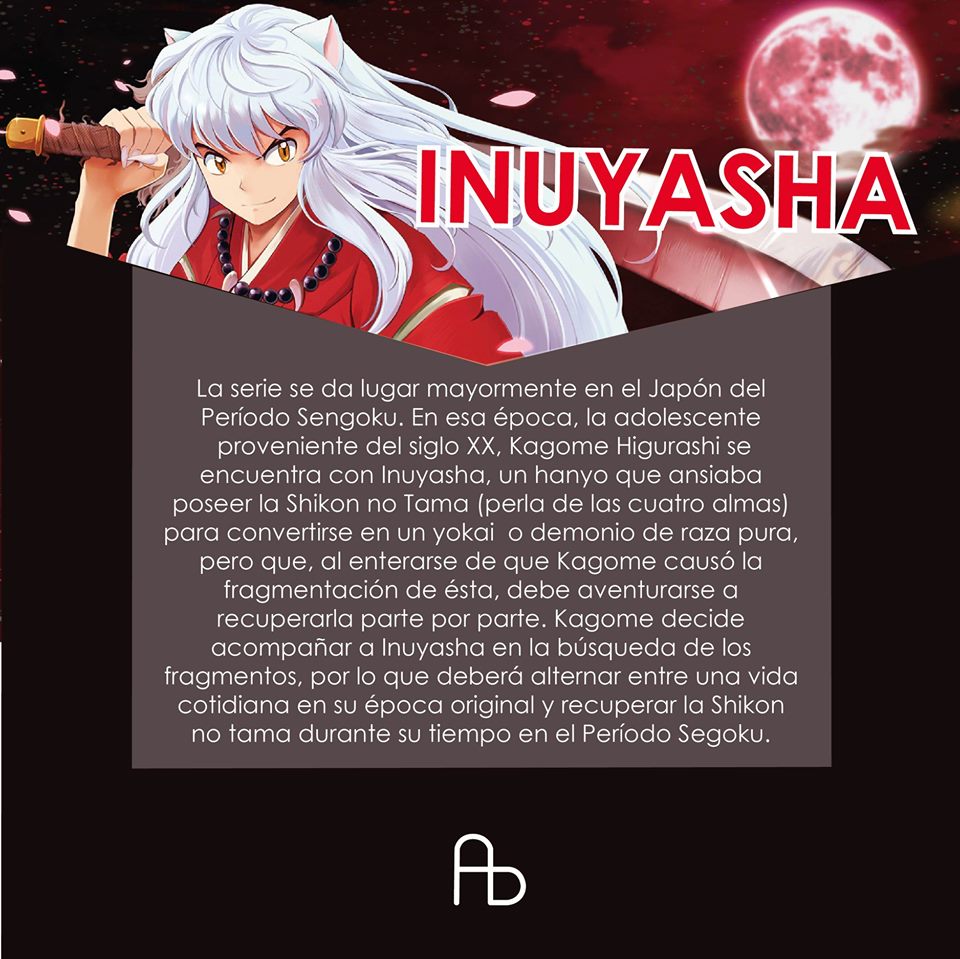 INUYASHA
La serie se da lugar mayormente en el Japón del
Período Sengoku. En esa época, la adolescente
proveniente del siglo XX, Kagome Higurashi se
encuentra con Inuyasha, un hanyo que ansiaba
poseer la Shikon no Tama (perla de las cuatro almas)
para convertirse en un yokai  o demonio de raza pura,
pero que, al enterarse de que Kagome causó la
fragmentación de ésta, debe aventurarse a
recuperarla parte por parte. Kagome decide
acompañar a Inuyasha en la búsqueda de los
fragmentos, por lo que deberá alternar entre una vida
cotidiana en su época original y recuperar la Shikon
no tama durante su tiempo en el Período Segoku.
Ab